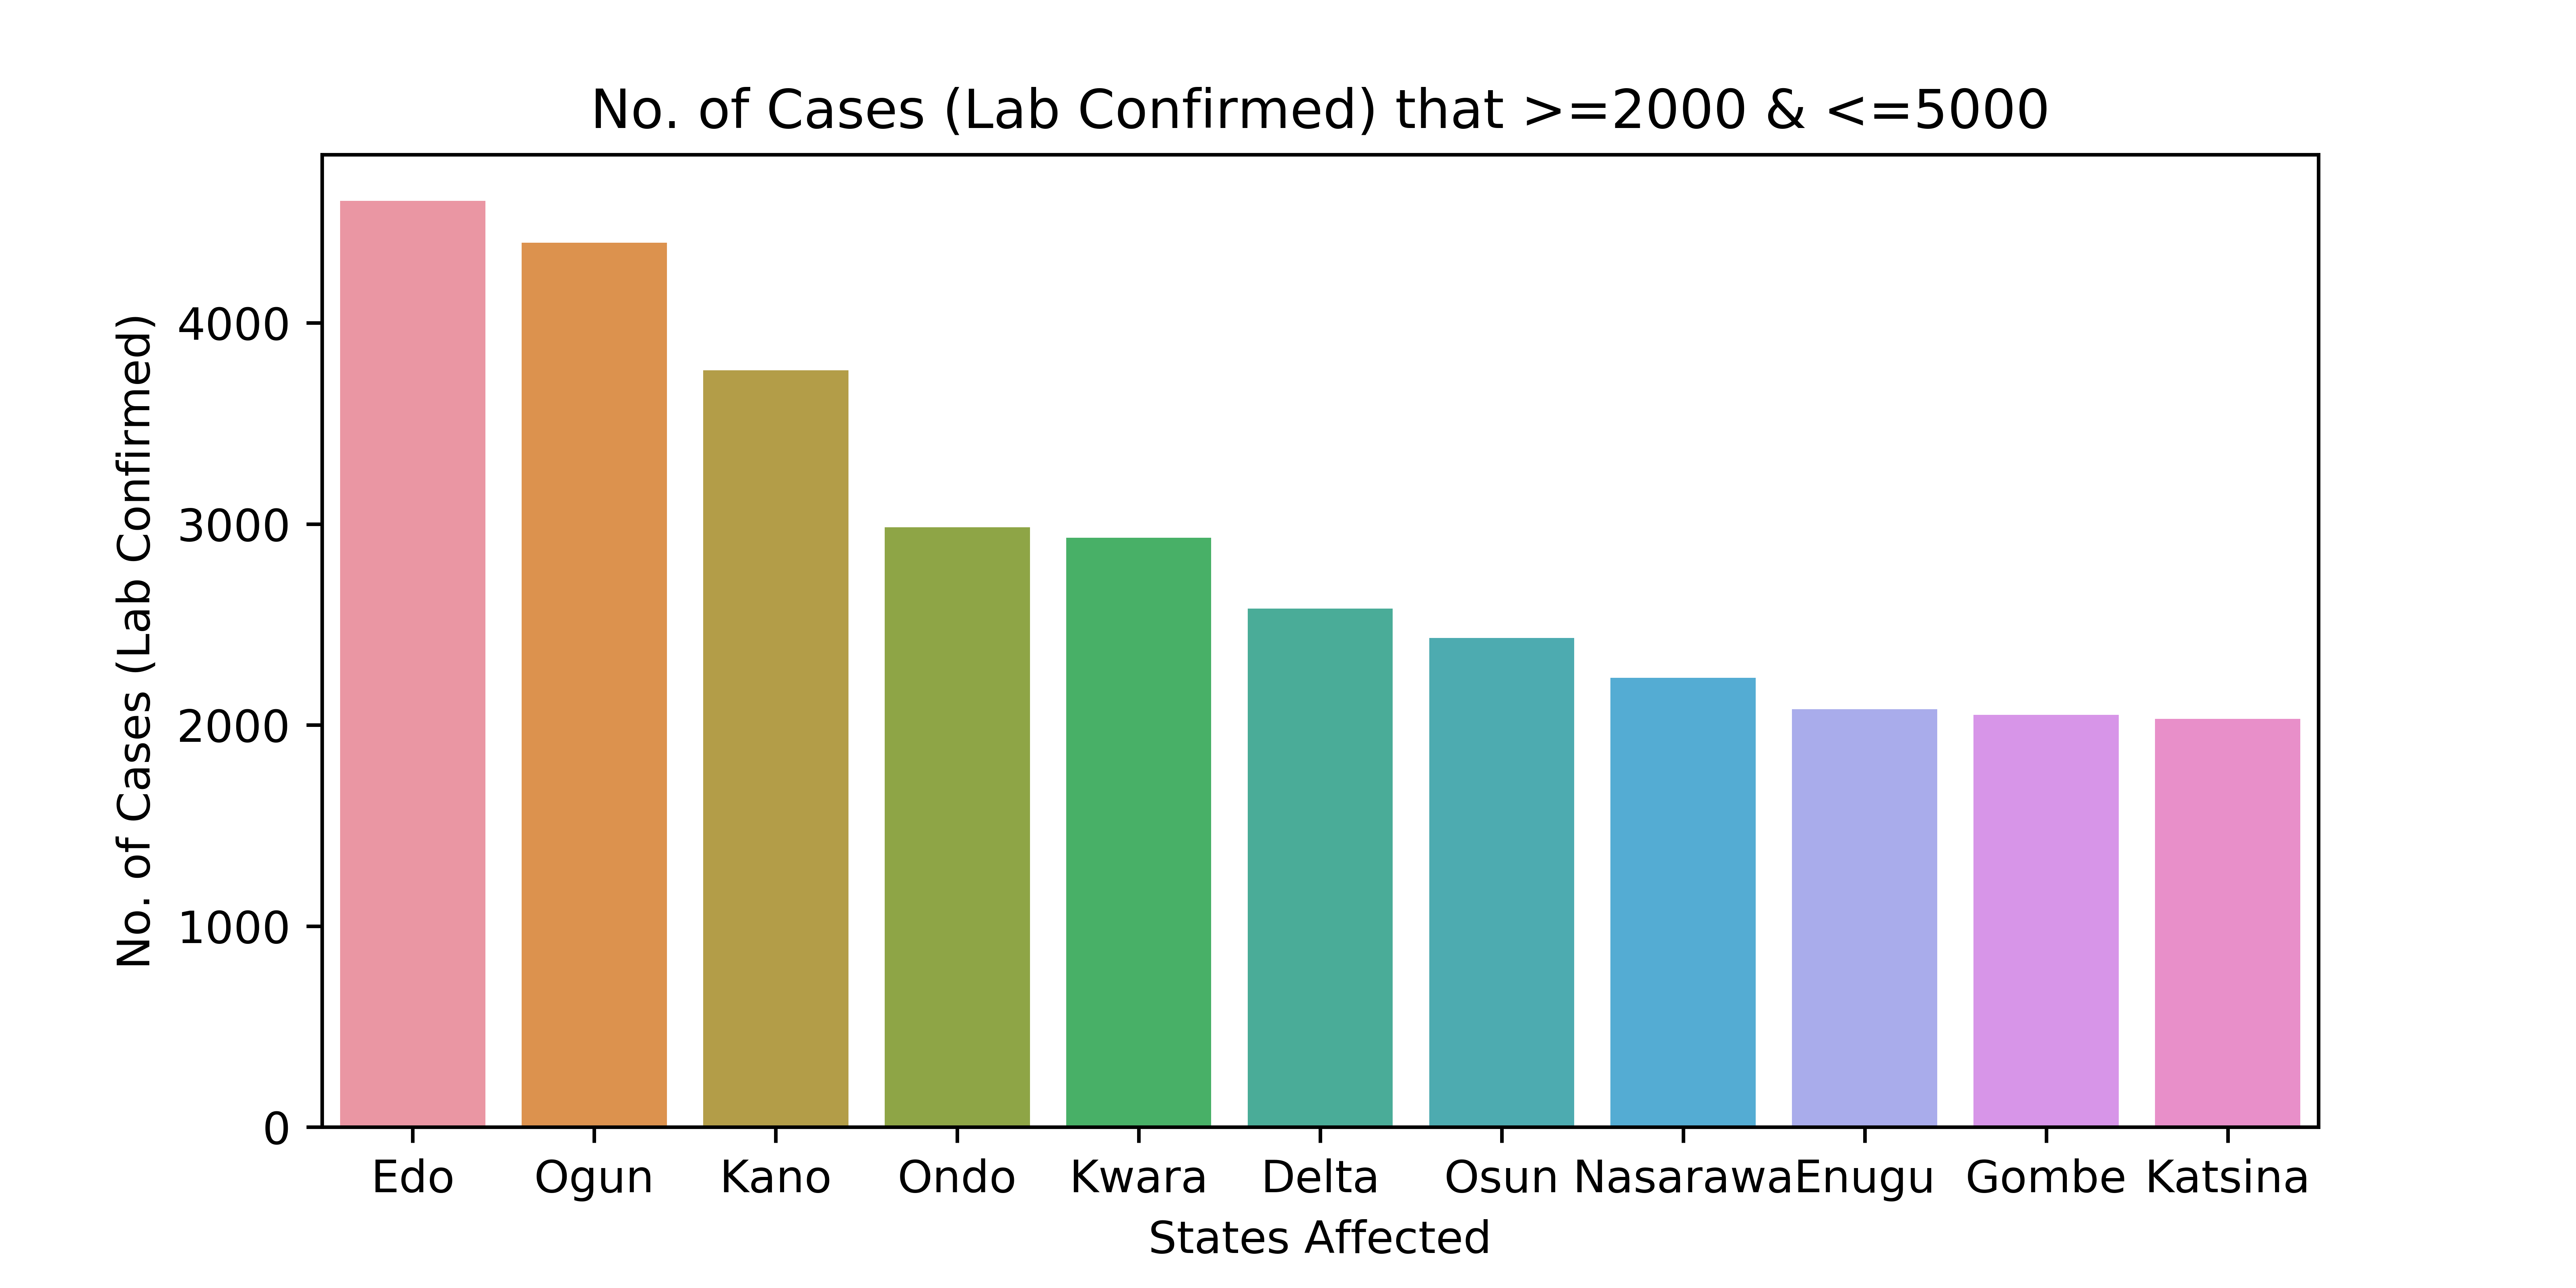 No. of Cases (Lab Confirmed) that >=2000 & <=5000
No. of Cases (Lab Confirmed)
4000
3000
2000
1000
0
Edo Ogun Kano Ondo Kwara Delta Osun Nasarawa Enugu Gombe Katsina
States Affected